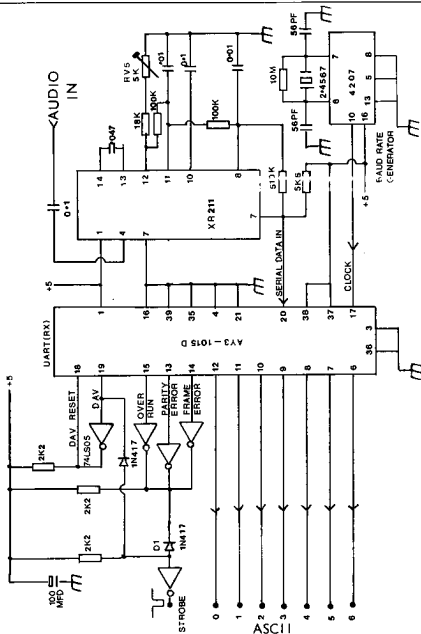 AUDIO IN
0•1
•047
14
13
RV5
5K
18K
100K
•01
0•1
0•01
100K
12
11
10
8
1
4
7
7
XR 211
56PF
10M
2•4567
56PF
7
6
8
5
13
4207
10
16
BAUD RATE GENERATOR
+5
510K
5K6
SERIAL DATA IN
CLOCK
+5
1
16
39
35
4
21
20
38
37
17
UART(RX)
AY3-1015 D
3
36
18
19
15
13
14
12
11
10
9
8
7
6
DAV RESET
DAV
OVER RUN
PARITY ERROR
FRAME ERROR
74LS05
1N417
+5
2K2
2K2
2K2
100 MFD
D1
1N417
STROBE
0
1
2
3
4
5
6
ASCII